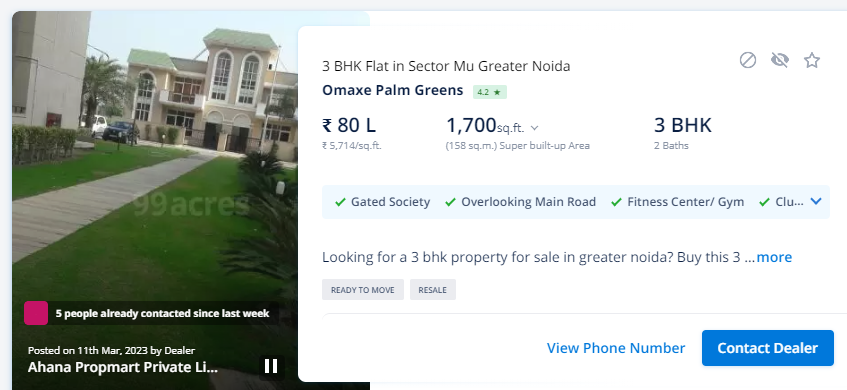 3 BHK Flat in Sector Mu Greater Noida
Omaxe Palm Greens 4.2 ★
₹ 80 L 1,700 sq.ft. 3 BHK
₹ 5,714/sq.ft. (158 sq.m.) Super built-up Area 2 Baths
99acres
Gated Society Overlooking Main Road Fitness Center/ Gym Clu...
Looking for a 3 bhk property for sale in greater noida? Buy this 3 ...more
READY TO MOVE RESALE
5 people already contacted since last week
Posted on 11th Mar, 2023 by Dealer
Ahana Propmart Private Li...
View Phone Number Contact Dealer